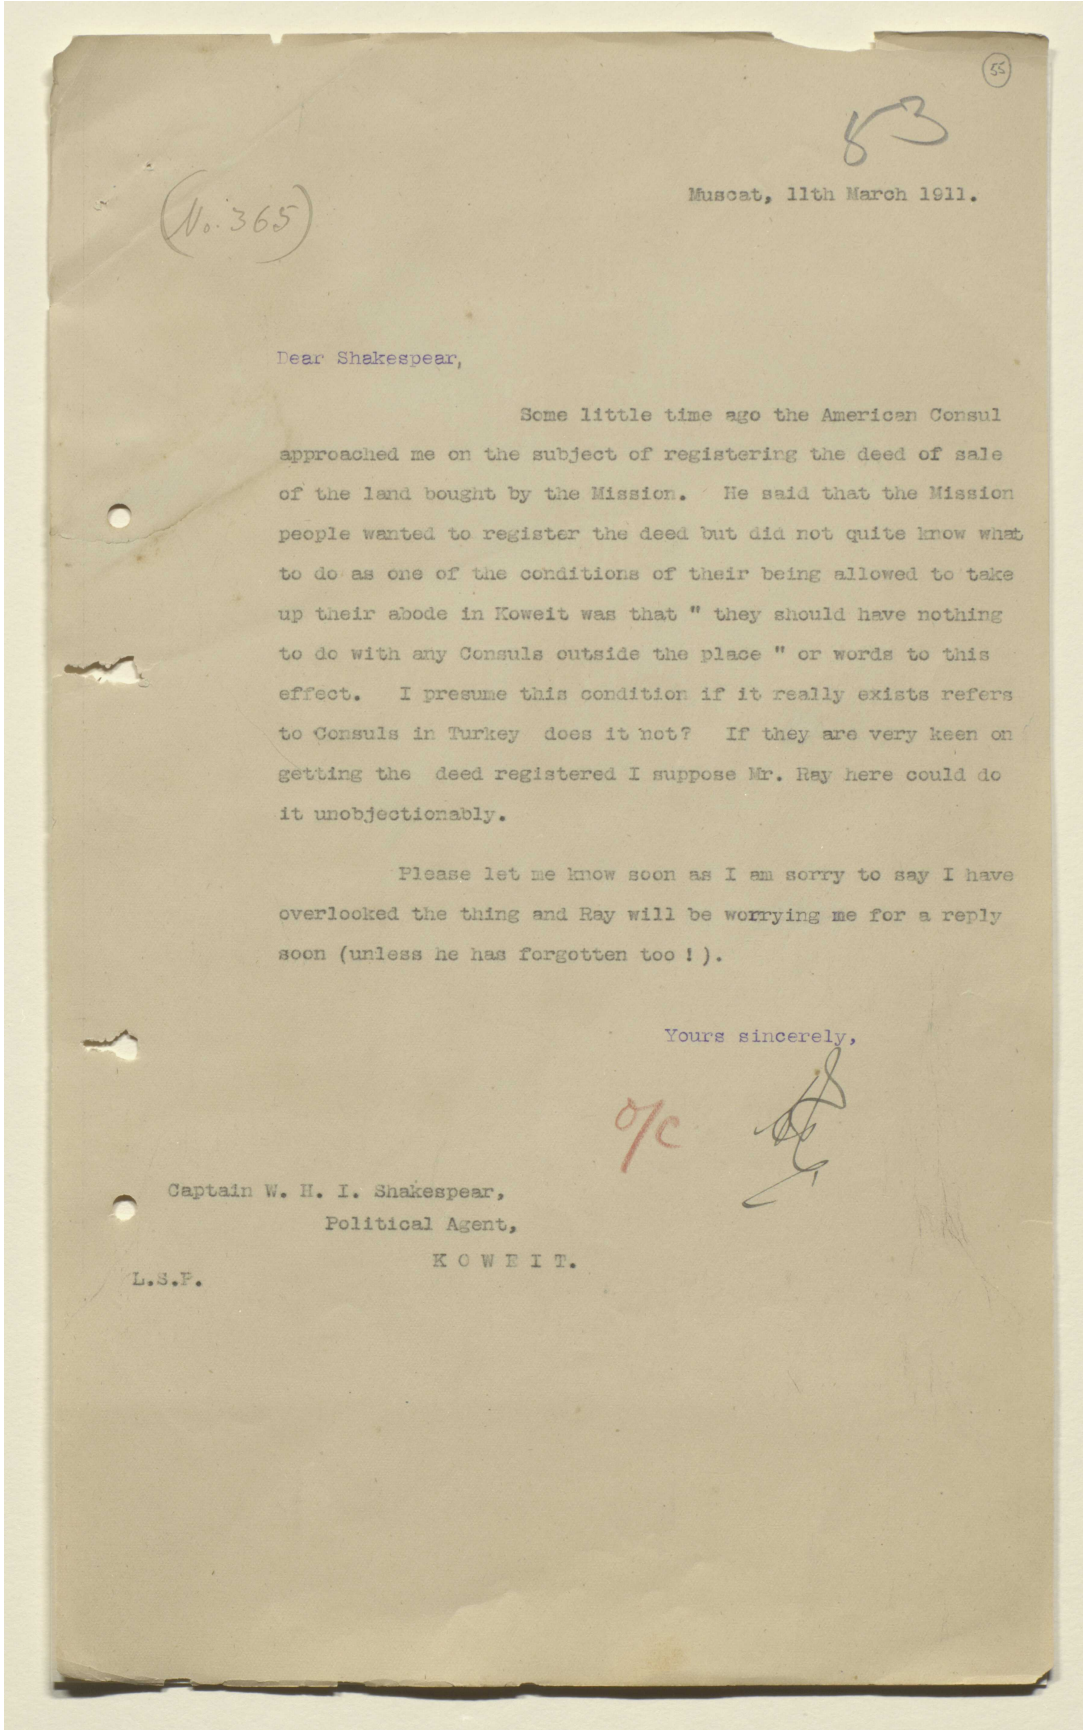 55
53
Muscat, 11th March 1911.
(No. 365)
Dear Shakespear,
Some little time ago the American Consul
approached me on the subject of registering the deed of sale
of the land bought by the Mission. He said that the Mission
people wanted to register the deed but did not quite know what
to do as one of the conditions of their being allowed to take
up their abode in Koweit was that " they should have nothing
to do with any Consuls outside the place " or words to this
effect. I presume this condition if it really exists refers
to Consuls in Turkey does it not? If they are very keen on
getting the deed registered I suppose Mr. Ray here could do
it unobjectionably.
Please let me know soon as I am sorry to say I have
overlooked the thing and Ray will be worrying me for a reply
soon (unless he has forgotten too ! ).
Yours sincerely,
O/C
Captain W. H. I. Shakespear,
Political Agent,
K O W E I T.
L.S.P.